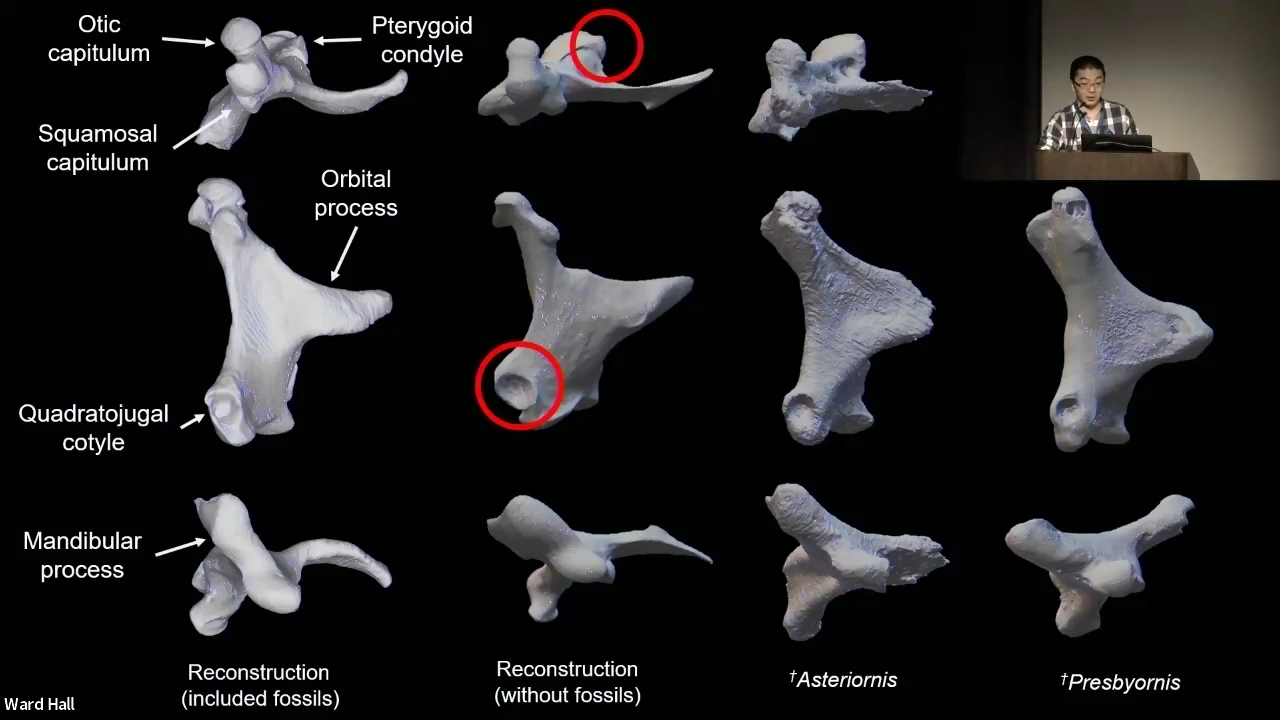 Otic
capitulum
Pterygoid
condyle
Squamosal
capitulum
Orbital
process
Quadratojugal
cotyle
Mandibular
process
Reconstruction
(included fossils)
Reconstruction
(without fossils)
†Asteriornis
†Presbyornis
Ward Hall